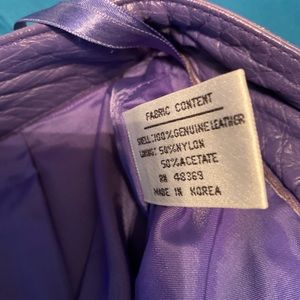 FABRIC CONTENT
SHELL:100%GENUINE LEATHER
LINING: 50%NYLON
50%ACETATE
RN 48369
MADE IN KOREA